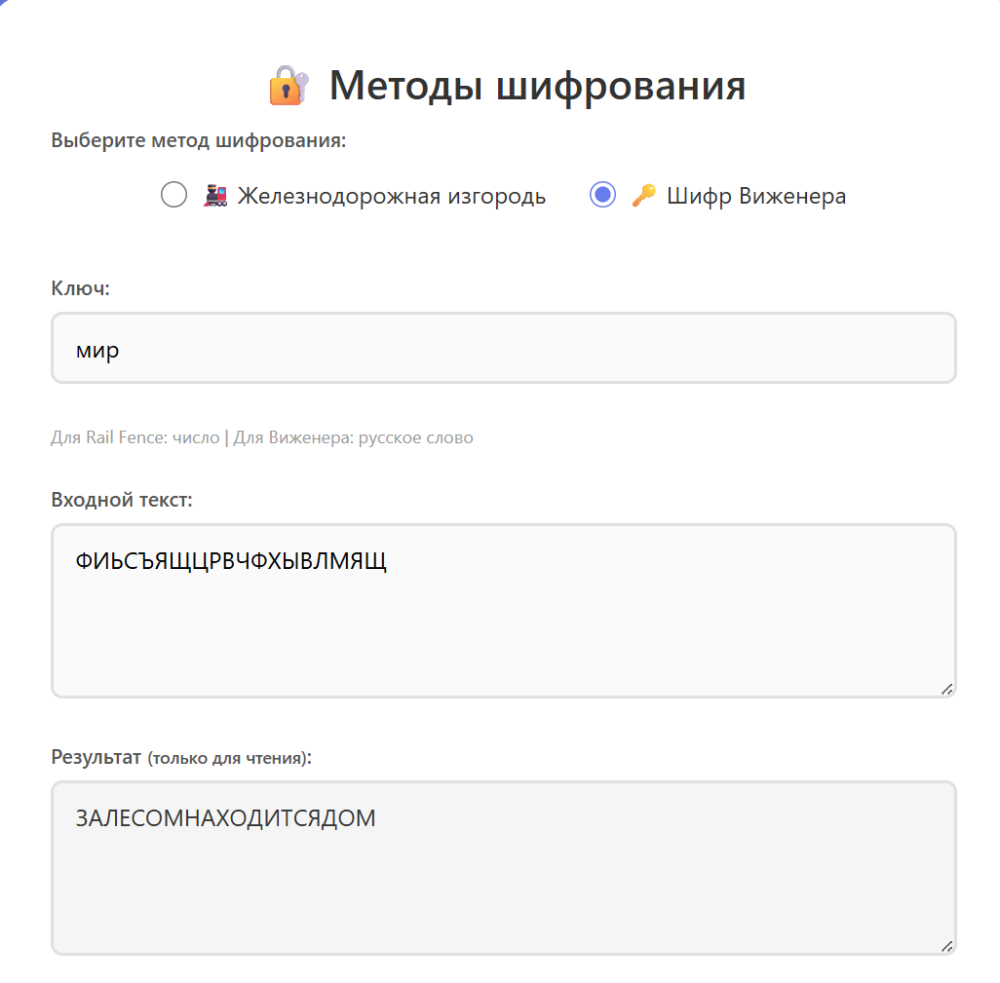 Методы шифрования
Выберите метод шифрования:
Железнодорожная изгородь
Шифр Виженера
Ключ:
мир
Для Rail Fence: число | Для Виженера: русское слово
Входной текст:
ФИЬСЪЯЩЦРВЧФХЫВЛМЯЩ
Результат (только для чтения):
ЗАЛЕСОМНАХОДИТСЯДОМ